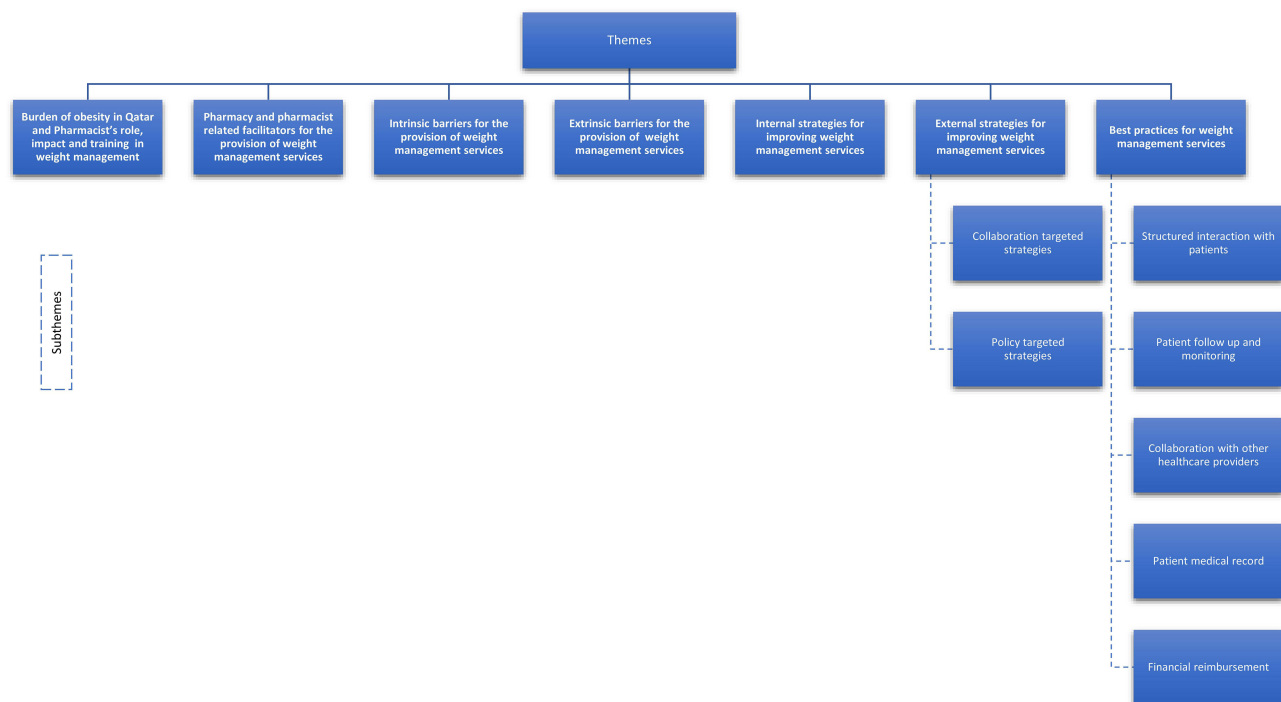 Themes
Burden of obesity in Qatar
and Pharmacist's role,
impact and training in
weight management
Pharmacy and pharmacist
related facilitators for the
provision of weight
management services
Intrinsic barriers for the
provision of weight
management services
Extrinsic barriers for the
provision of weight
management services
Internal strategies for
improving weight
management services
External strategies for
improving weight
management services
Best practices for weight
management services
Subthemes
Collaboration targeted
strategies
Policy targeted
strategies
Structured interaction with
patients
Patient follow up and
monitoring
Collaboration with other
healthcare providers
Patient medical record
Financial reimbursement